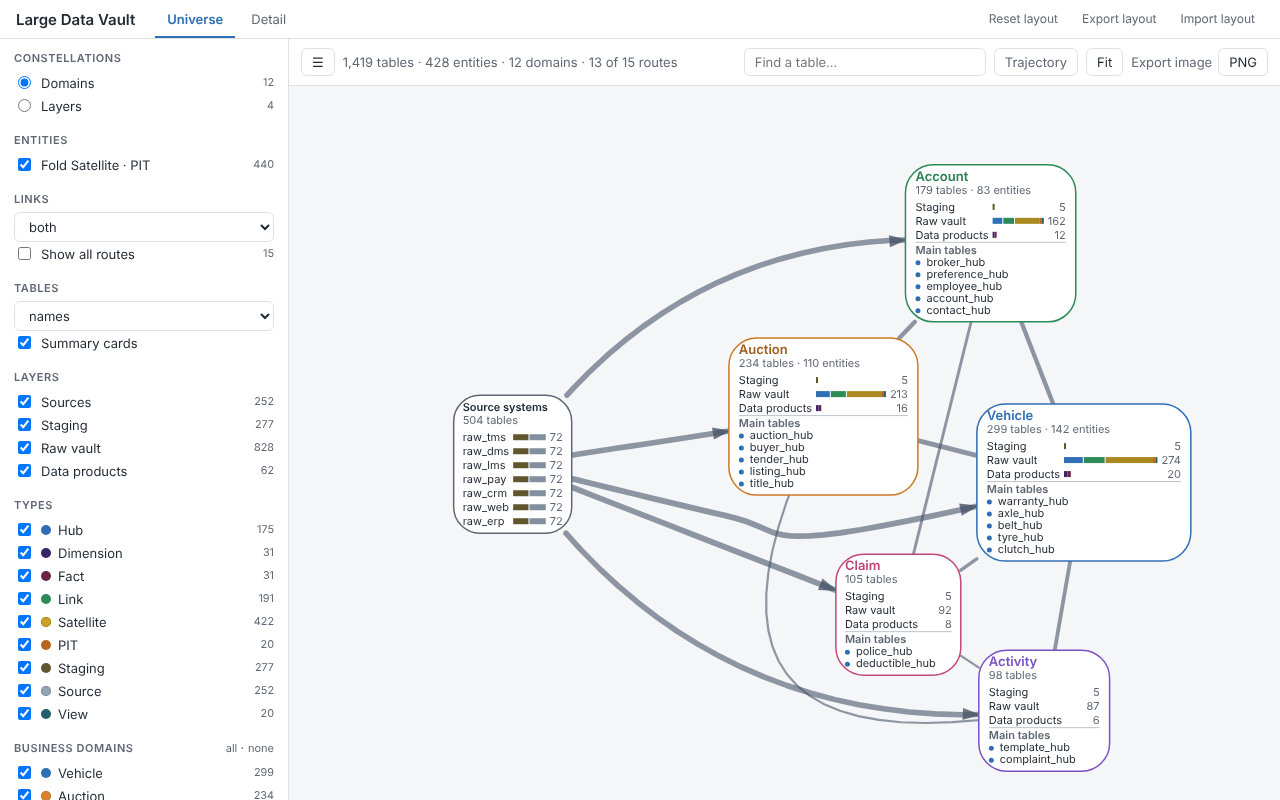 Large Data Vault
Universe
Detail
Reset layout
Export layout
Import layout
CONSTELLATIONS
Domains 12
Layers 4
ENTITIES
Fold Satellite · PIT 440
LINKS
both
Show all routes 15
TABLES
names
Summary cards
LAYERS
Sources 252
Staging 277
Raw vault 828
Data products 62
TYPES
Hub 175
Dimension 31
Fact 31
Link 191
Satellite 422
PIT 20
Staging 277
Source 252
View 20
BUSINESS DOMAINS all · none
Vehicle 299
Auction 234
☰
1,419 tables · 428 entities · 12 domains · 13 of 15 routes
Find a table...
Trajectory
Fit
Export image
PNG
Source systems
504 tables
raw_tms 72
raw_dms 72
raw_lms 72
raw_pay 72
raw_crm 72
raw_web 72
raw_erp 72
Account
179 tables · 83 entities
Staging 5
Raw vault 162
Data products 12
Main tables
broker_hub
preference_hub
employee_hub
account_hub
contact_hub
Auction
234 tables · 110 entities
Staging 5
Raw vault 213
Data products 16
Main tables
auction_hub
buyer_hub
tender_hub
listing_hub
title_hub
Vehicle
299 tables · 142 entities
Staging 5
Raw vault 274
Data products 20
Main tables
warranty_hub
axle_hub
belt_hub
tyre_hub
clutch_hub
Claim
105 tables
Staging 5
Raw vault 92
Data products 8
Main tables
police_hub
deductible_hub
Activity
98 tables
Staging 5
Raw vault 87
Data products 6
Main tables
template_hub
complaint_hub